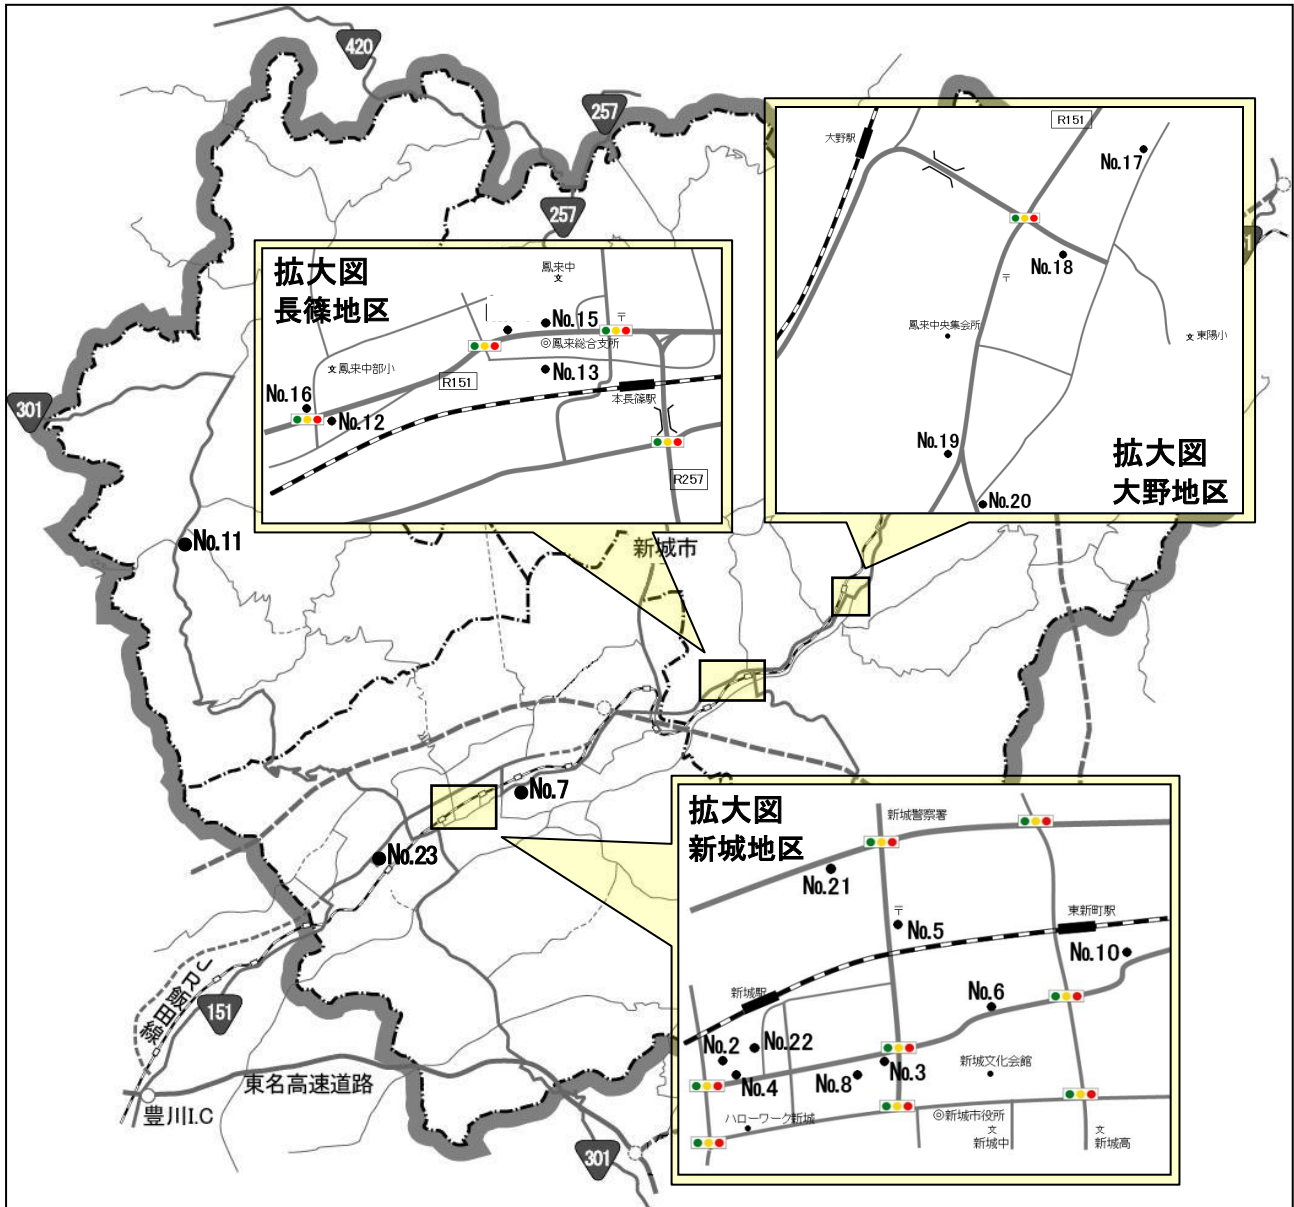 420
257
257
301
拡大図
長篠地区
鳳来中
文
No.15
〒
◎鳳来総合支所
文鳳来中部小
R151
No.13
No.16
No.12
本長篠駅
R257
大野駅
R151
No.17
No.18
〒
鳳来中央集会所
文東陽小
No.19
拡大図
大野地区
No.20
1
No.11
新城市
No.7
No.23
拡大図
新城地区
新城警察署
No.21
〒
No.5
東新町駅
No.10
新城駅
No.6
No.2
No.22
No.4
No.8
No.3
新城文化会館
ハローワーク新城
◎新城市役所
文
新城中
文
新城高
JR飯田線
151
東名高速道路
豊川I.C
301